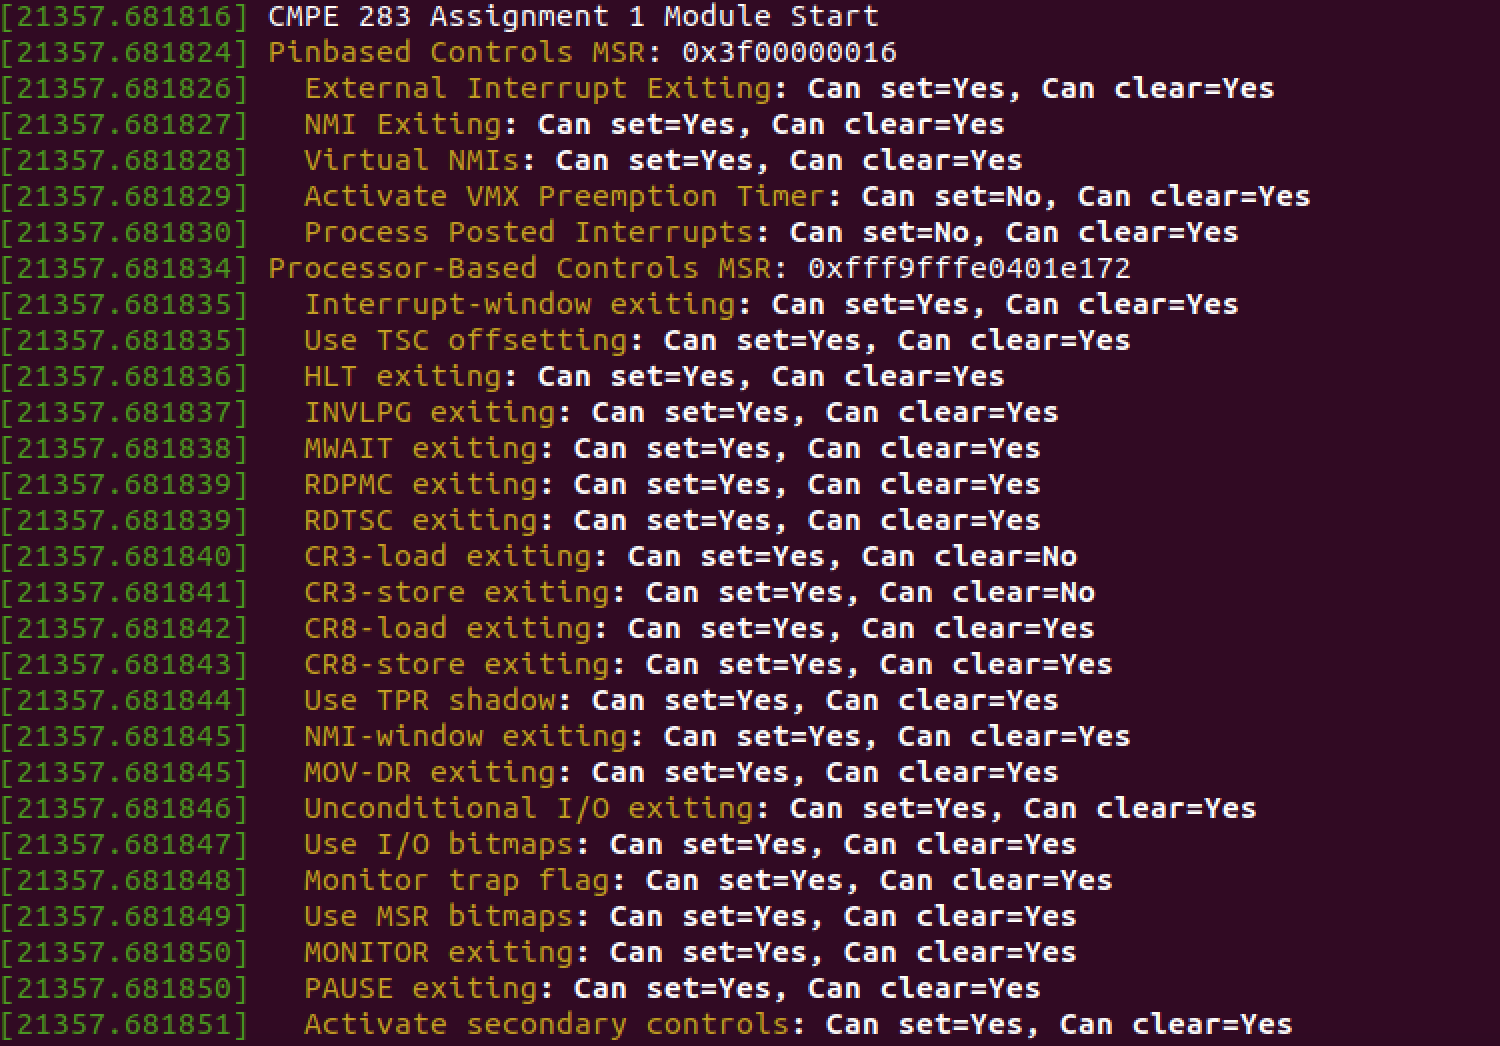 [21357.681816] CMPE 283 Assignment 1 Module Start
[21357.681824] Pinbased Controls MSR: 0x3f00000016
[21357.681826]   External Interrupt Exiting: Can set=Yes, Can clear=Yes
[21357.681827]   NMI Exiting: Can set=Yes, Can clear=Yes
[21357.681828]   Virtual NMIs: Can set=Yes, Can clear=Yes
[21357.681829]   Activate VMX Preemption Timer: Can set=No, Can clear=Yes
[21357.681830]   Process Posted Interrupts: Can set=No, Can clear=Yes
[21357.681834] Processor-Based Controls MSR: 0xfff9fffe0401e172
[21357.681835]   Interrupt-window exiting: Can set=Yes, Can clear=Yes
[21357.681835]   Use TSC offsetting: Can set=Yes, Can clear=Yes
[21357.681836]   HLT exiting: Can set=Yes, Can clear=Yes
[21357.681837]   INVLPG exiting: Can set=Yes, Can clear=Yes
[21357.681838]   MWAIT exiting: Can set=Yes, Can clear=Yes
[21357.681839]   RDPMC exiting: Can set=Yes, Can clear=Yes
[21357.681839]   RDTSC exiting: Can set=Yes, Can clear=Yes
[21357.681840]   CR3-load exiting: Can set=Yes, Can clear=No
[21357.681841]   CR3-store exiting: Can set=Yes, Can clear=No
[21357.681842]   CR8-load exiting: Can set=Yes, Can clear=Yes
[21357.681843]   CR8-store exiting: Can set=Yes, Can clear=Yes
[21357.681844]   Use TPR shadow: Can set=Yes, Can clear=Yes
[21357.681845]   NMI-window exiting: Can set=Yes, Can clear=Yes
[21357.681845]   MOV-DR exiting: Can set=Yes, Can clear=Yes
[21357.681846]   Unconditional I/O exiting: Can set=Yes, Can clear=Yes
[21357.681847]   Use I/O bitmaps: Can set=Yes, Can clear=Yes
[21357.681848]   Monitor trap flag: Can set=Yes, Can clear=Yes
[21357.681849]   Use MSR bitmaps: Can set=Yes, Can clear=Yes
[21357.681850]   MONITOR exiting: Can set=Yes, Can clear=Yes
[21357.681850]   PAUSE exiting: Can set=Yes, Can clear=Yes
[21357.681851]   Activate secondary controls: Can set=Yes, Can clear=Yes